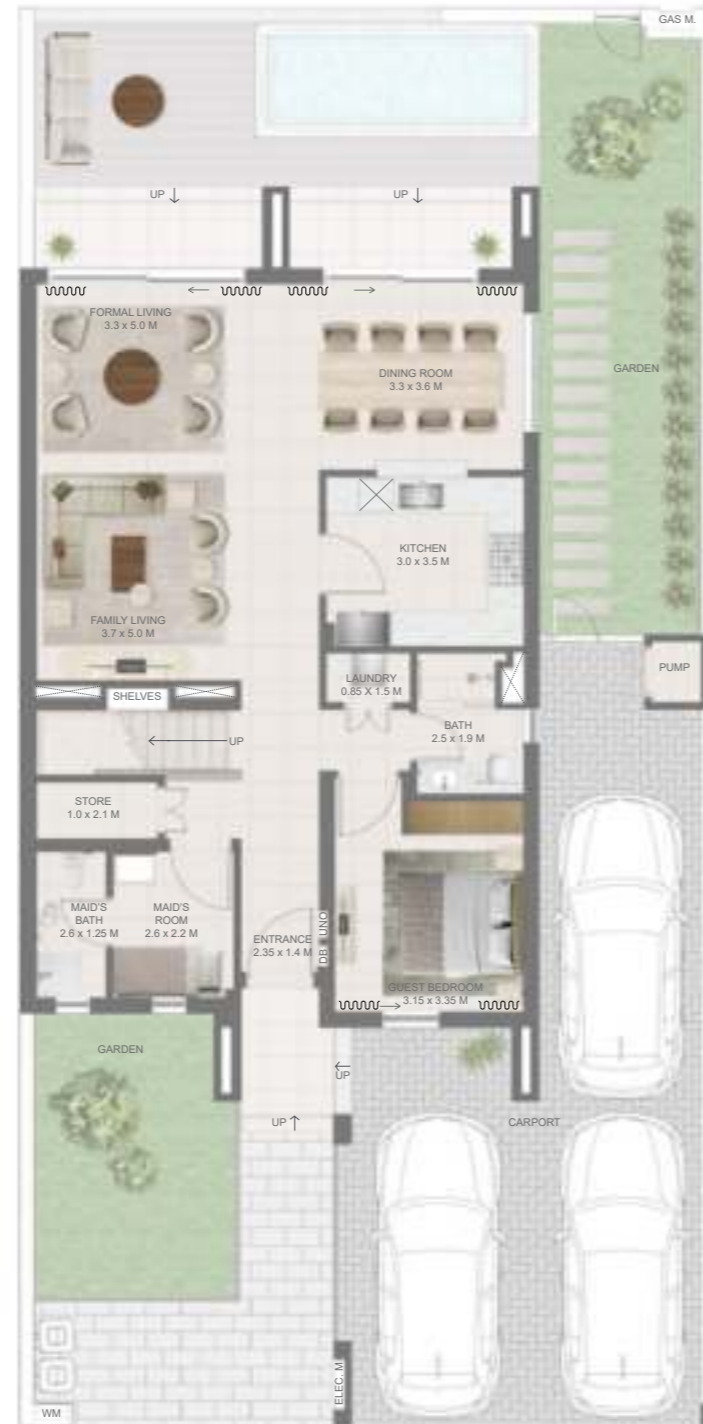 GAS M.
UP
UP
FORMAL LIVING
3.3 x 5.0 M
DINING ROOM
3.3 x 3.6 M
GARDEN
KITCHEN
3.0 x 3.5 M
FAMILY LIVING
3.7 x 5.0 M
PUMP
SHELVES
LAUNDRY
0.85 X 1.5 M
BATH
2.5 x 1.9 M
UP
STORE
1.0 x 2.1 M
MAID'S
BATH
2.6 x 1.25 M
MAID'S
ROOM
2.6 x 2.2 M
ENTRANCE
2.35 x 1.4 M
DB
UNO
GUEST BEDROOM
3.15 x 3.35 M
GARDEN
UP
UP
CARPORT
ELEC. M
WM